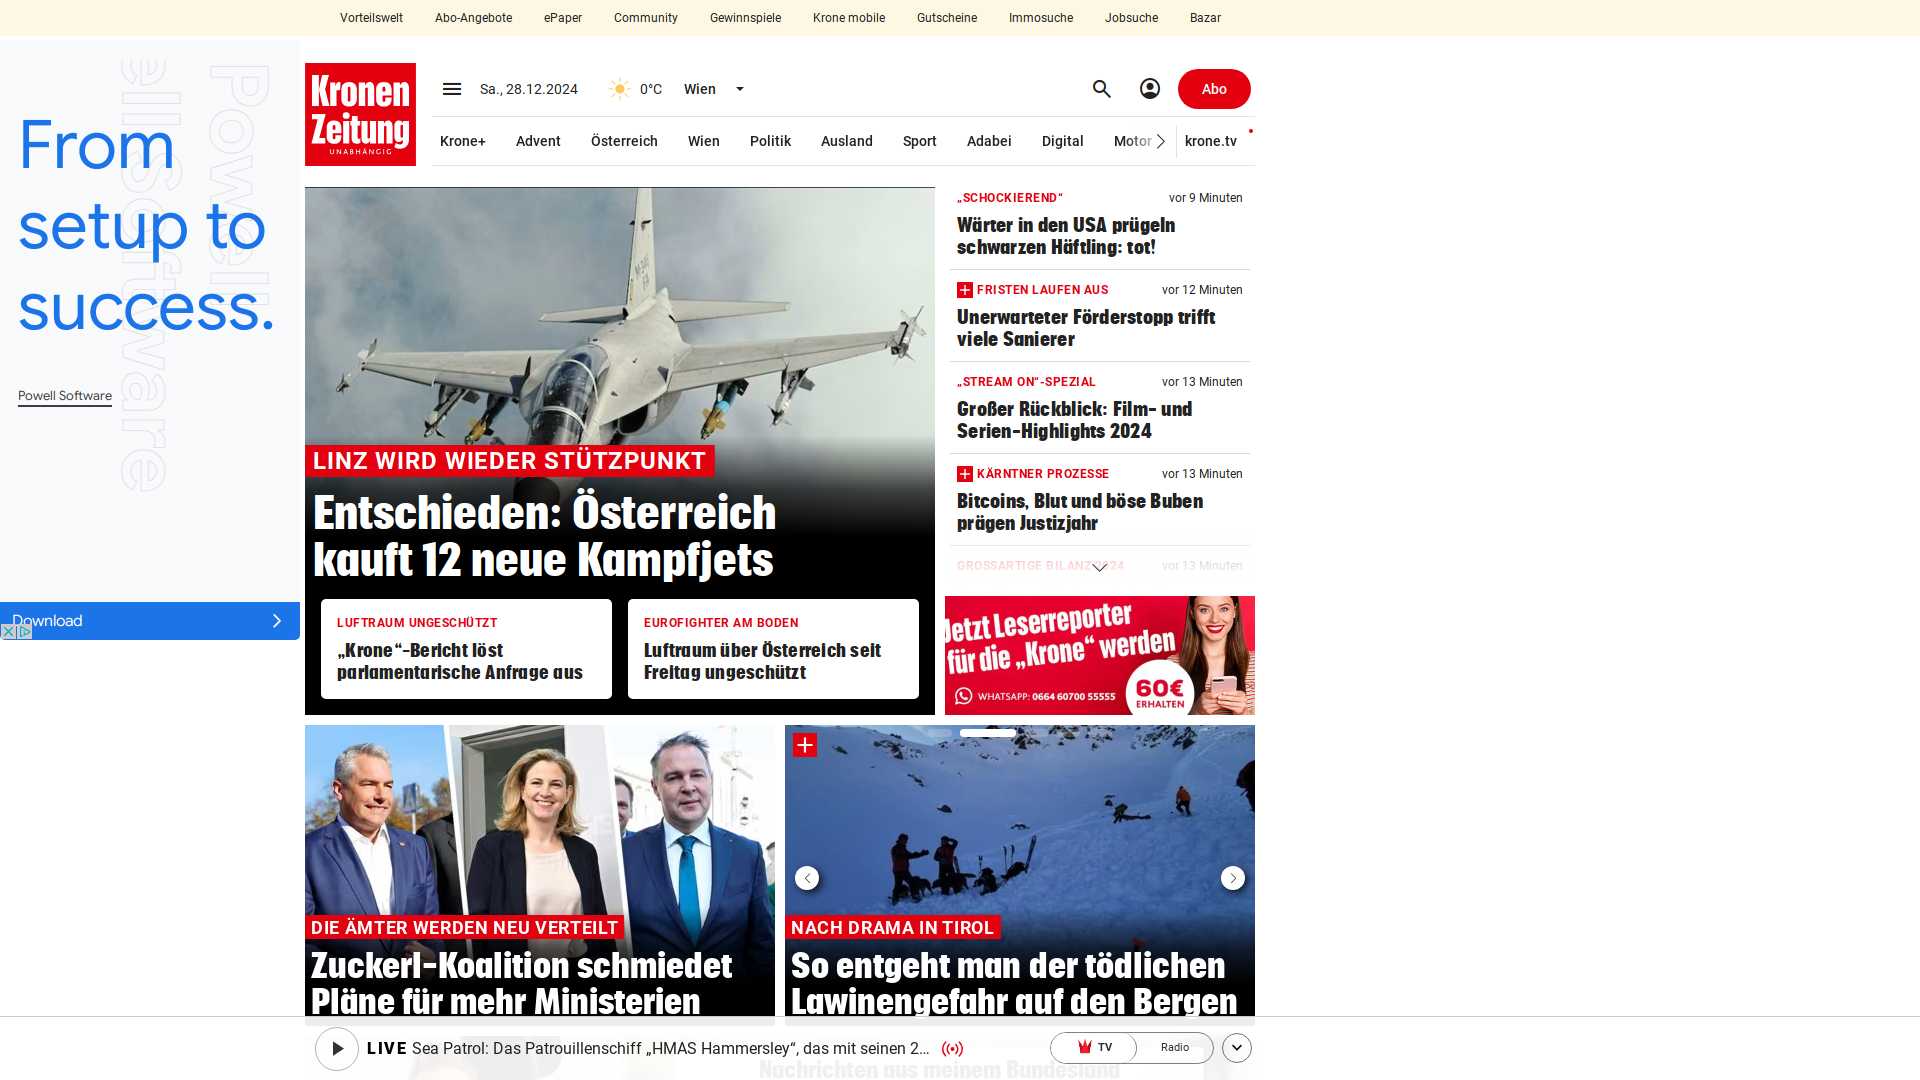 Vorteilswelt Abo-Angebote ePaper Community Gewinnspiele Krone mobile Gutscheine Immosuche Jobsuche Bazar
Powell Software
From
setup to
success.
Powell Software
Download
Kronen
Zeitung
UNABHÄNGIG
Sa., 28.12.2024 0°C Wien
Abo
Krone+ Advent Österreich Wien Politik Ausland Sport Adabei Digital Motor krone.tv
LINZ WIRD WIEDER STÜTZPUNKT
Entschieden: Österreich
kauft 12 neue Kampfjets
LUFTRAUM UNGESCHÜTZT
„Krone“-Bericht löst
parlamentarische Anfrage aus
EUROFIGHTER AM BODEN
Luftraum über Österreich seit
Freitag ungeschützt
„SCHOCKIEREND“ vor 9 Minuten
Wärter in den USA prügeln
schwarzen Häftling: tot!
FRISTEN LAUFEN AUS vor 12 Minuten
Unerwarteter Förderstopp trifft
viele Sanierer
„STREAM ON“-SPEZIAL vor 13 Minuten
Großer Rückblick: Film- und
Serien-Highlights 2024
KÄRNTNER PROZESSE vor 13 Minuten
Bitcoins, Blut und böse Buben
prägen Justizjahr
GROSSARTIGE BILANZ 2024 vor 13 Minuten
Jetzt Leserreporter
für die „Krone“ werden
WHATSAPP: 0664 60700 55555
60€
ERHALTEN
DIE ÄMTER WERDEN NEU VERTEILT
Zuckerl-Koalition schmiedet
Pläne für mehr Ministerien
NACH DRAMA IN TIROL
So entgeht man der tödlichen
Lawinengefahr auf den Bergen
LIVE Sea Patrol: Das Patrouillenschiff „HMAS Hammersley“, das mit seinen 2...
TV Radio
Nachrichten aus meinem Bundesland